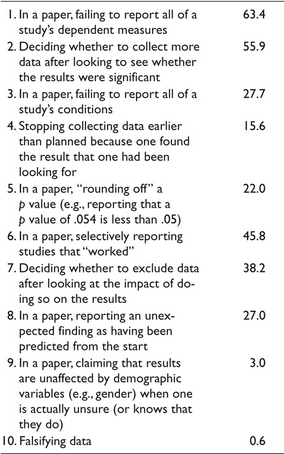 1. In a paper, failing to report all of a 63.4
study's dependent measures
2. Deciding whether to collect more 55.9
data after looking to see whether
the results were significant
3. In a paper, failing to report all of a 27.7
study's conditions
4. Stopping collecting data earlier 15.6
than planned because one found
the result that one had been
looking for
5. In a paper, “rounding off” a 22.0
p value (e.g., reporting that a
p value of .054 is less than .05)
6. In a paper, selectively reporting 45.8
studies that “worked”
7. Deciding whether to exclude data 38.2
after looking at the impact of do-
ing so on the results
8. In a paper, reporting an unex- 27.0
pected finding as having been
predicted from the start
9. In a paper, claiming that results 3.0
are unaffected by demographic
variables (e.g., gender) when one
is actually unsure (or knows that
they do)
10. Falsifying data 0.6